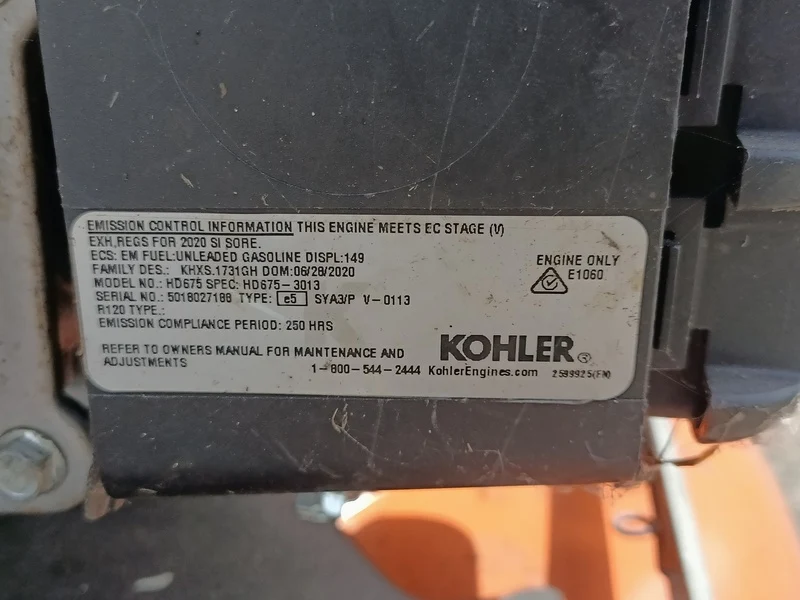 EMISSION CONTROL INFORMATION THIS ENGINE MEETS EC STAGE (V)
EXH,REGS FOR 2020 SI SORE.
ECS: EM FUEL:UNLEADED GASOLINE DISPL:149
FAMILY DES.: KHXS.1731GH DOM:06/28/2020
MODEL NO.: HD675 SPEC: HD675-3013
SERIAL NO.: 5018027188 TYPE: e5 SYA3/P V-0113
R120 TYPE.:
EMISSION COMPLIANCE PERIOD: 250 HRS
ENGINE ONLY
E1060
REFER TO OWNERS MANUAL FOR MAINTENANCE AND
ADJUSTMENTS
KOHLER®
1-800-544-2444 KohlerEngines.com